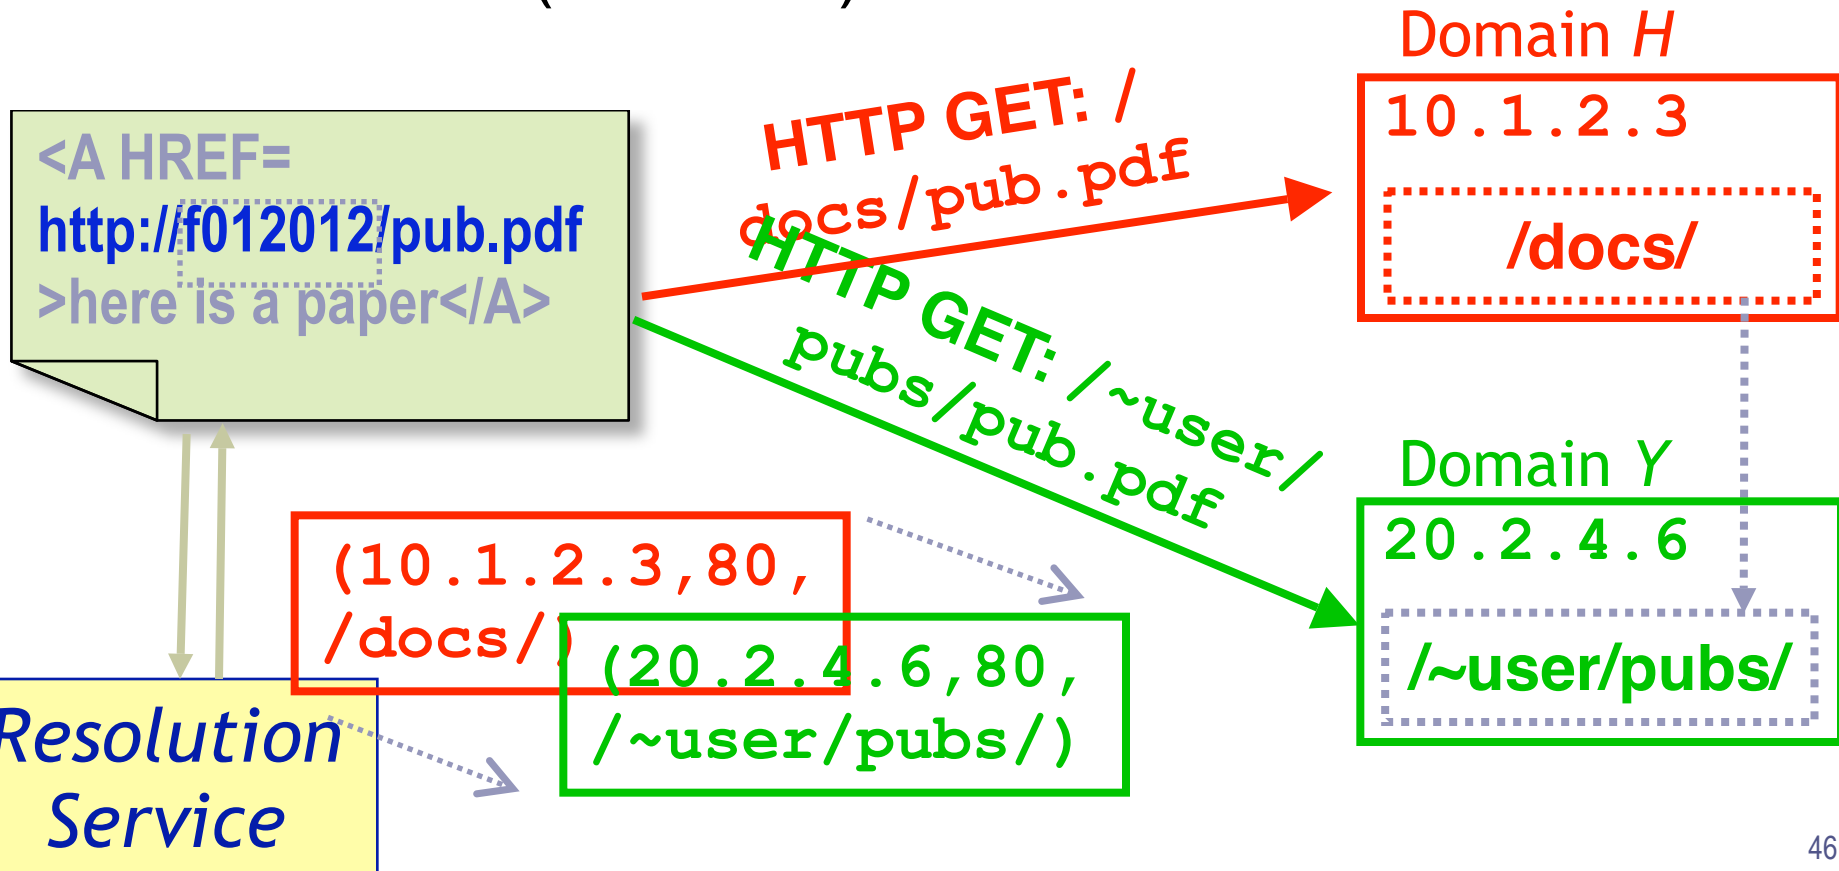 Domain H
10.1.2.3
/docs/
HTTP GET: /
docs/pub.pdf
<A HREF=
http://f012012/pub.pdf
>here is a paper</A>
HTTP GET: /~user/
pubs/pub.pdf
Domain Y
20.2.4.6
/~user/pubs/
(10.1.2.3,80,
/docs/)
(20.2.4.6,80,
/~user/pubs/)
Resolution
Service
46